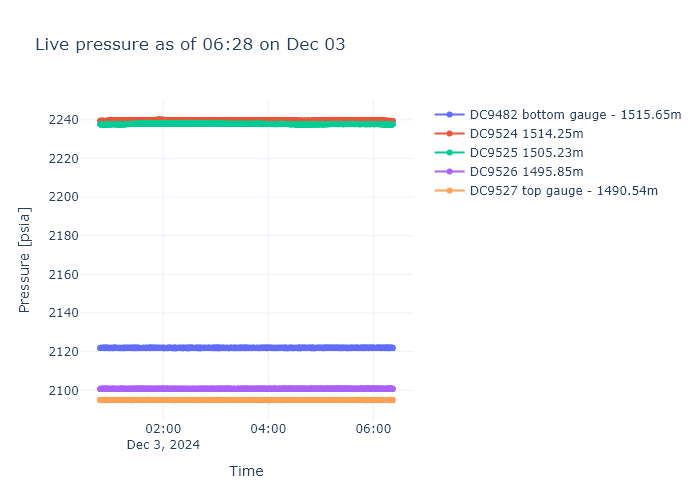 Live pressure as of 06:28 on Dec 03
DC9482 bottom gauge - 1515.65m
DC9524 1514.25m
DC9525 1505.23m
DC9526 1495.85m
DC9527 top gauge - 1490.54m
Pressure [psia]
2240
2220
2200
2180
2160
2140
2120
2100
02:00
04:00
06:00
Dec 3, 2024
Time